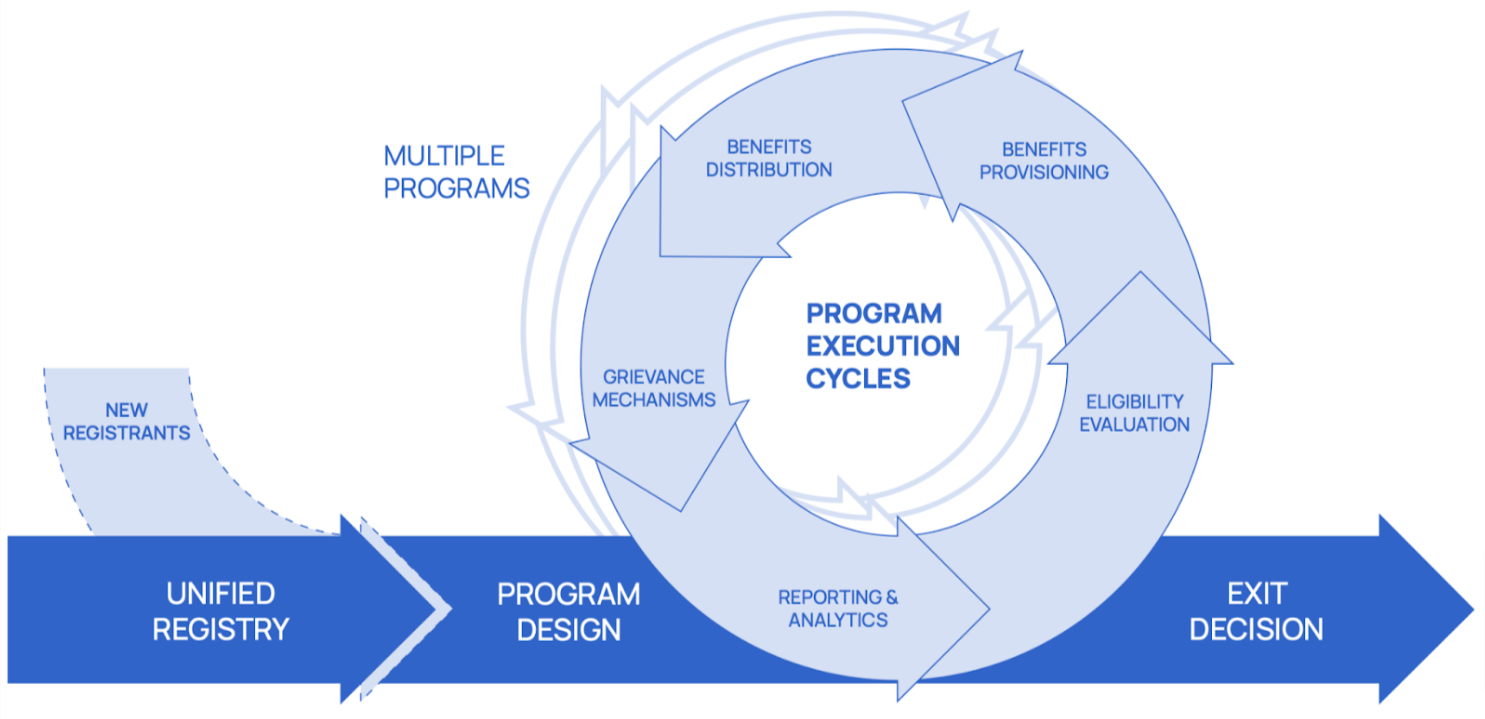 MULTIPLE
PROGRAMS
BENEFITS
DISTRIBUTION
BENEFITS
PROVISIONING
PROGRAM
EXECUTION
CYCLES
GRIEVANCE
MECHANISMS
ELIGIBILITY
EVALUATION
NEW
REGISTRANTS
UNIFIED
REGISTRY
PROGRAM
DESIGN
REPORTING &
ANALYTICS
EXIT
DECISION